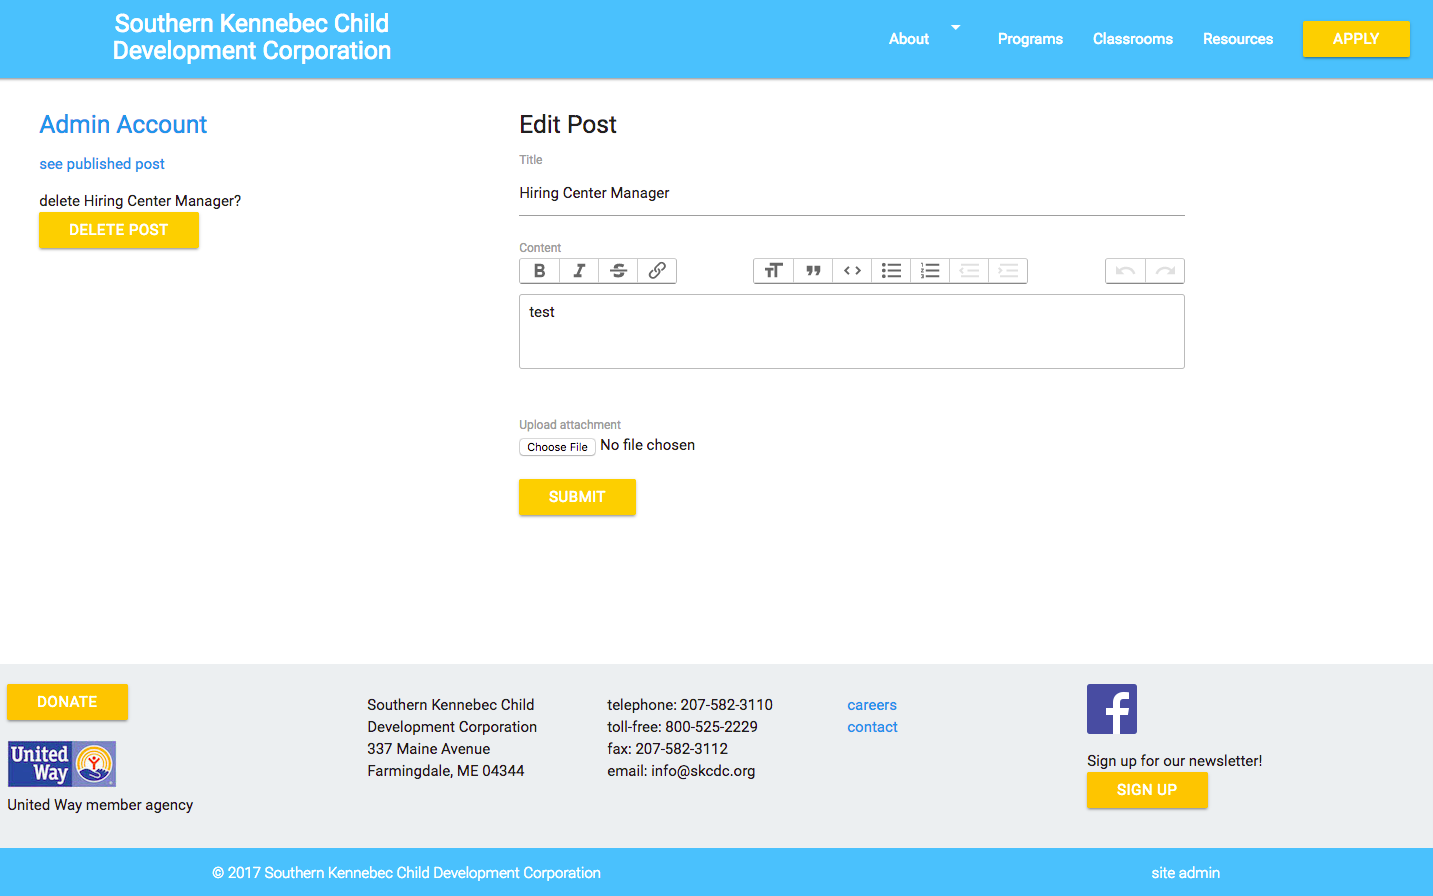 Southern Kennebec Child
Development Corporation
About
Programs
Classrooms
Resources
APPLY
Admin Account
see published post
delete Hiring Center Manager?
DELETE POST
Edit Post
Title
Hiring Center Manager
Content
test
Upload attachment
Choose File No file chosen
SUBMIT
DONATE
United
Way
United Way member agency
Southern Kennebec Child
Development Corporation
337 Maine Avenue
Farmingdale, ME 04344
telephone: 207-582-3110
toll-free: 800-525-2229
fax: 207-582-3112
email: info@skcdc.org
careers
contact
Sign up for our newsletter!
SIGN UP
© 2017 Southern Kennebec Child Development Corporation
site admin